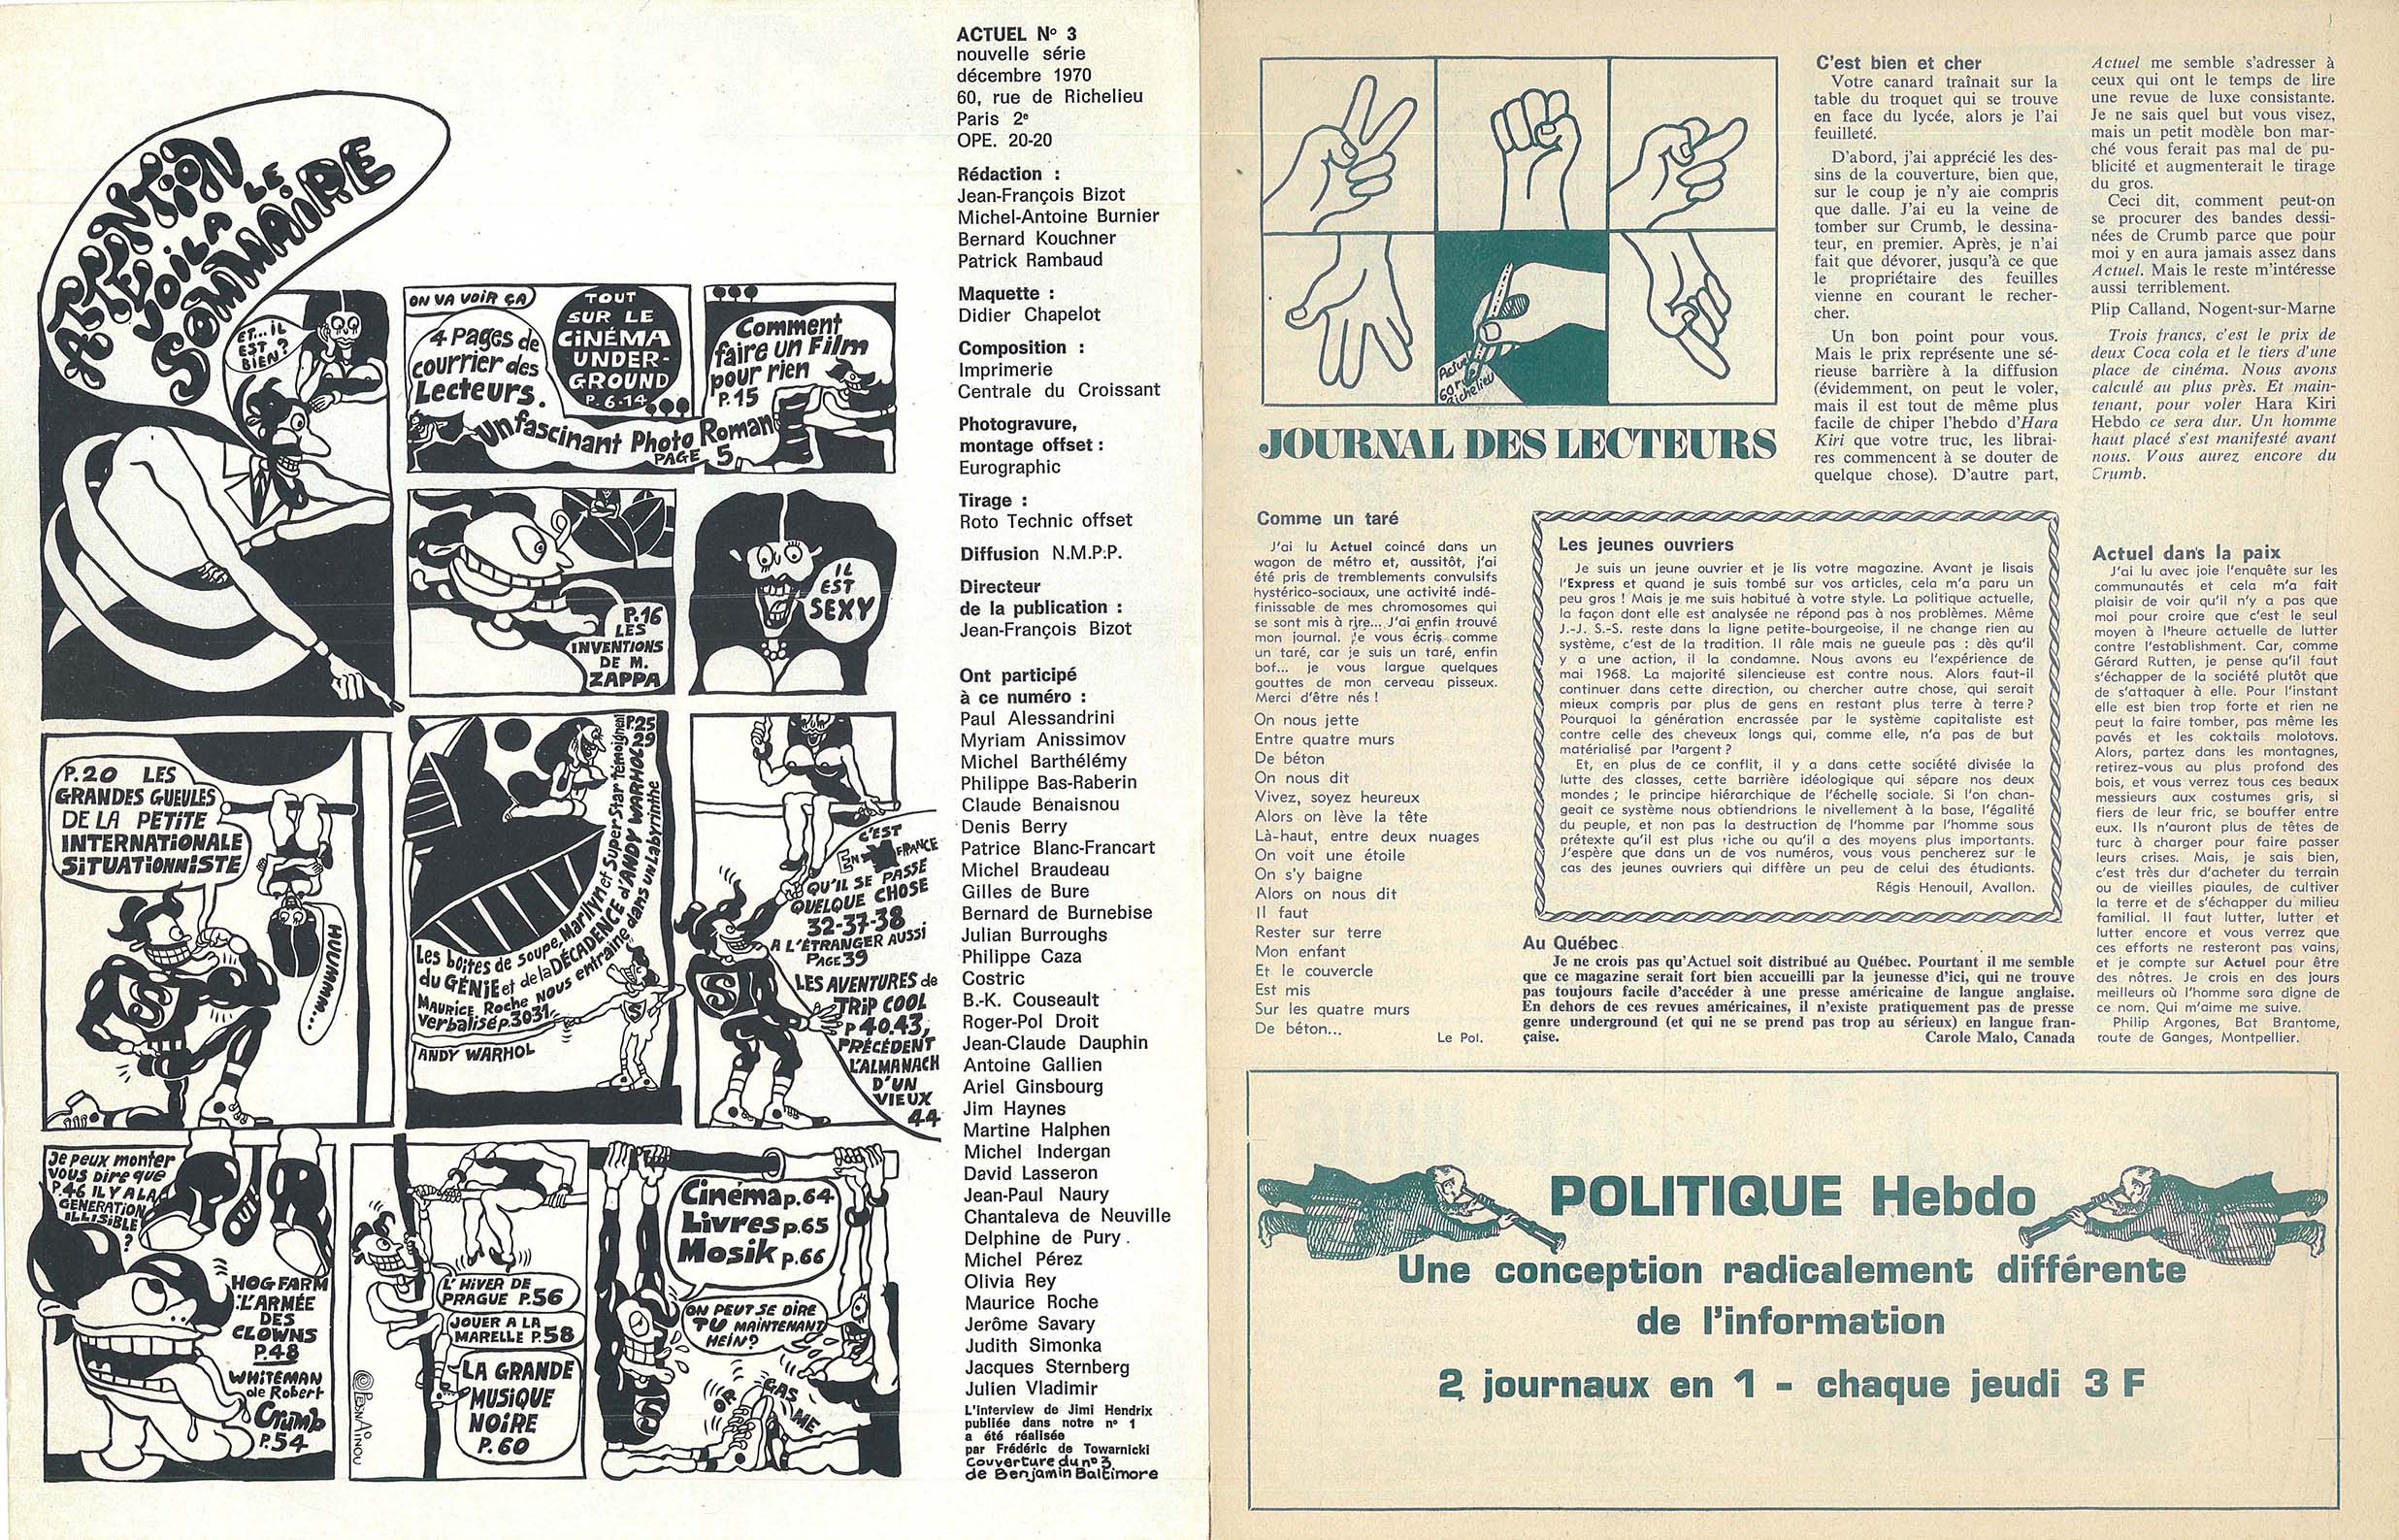 ATTENTION
VOILA LE
SOMMAIRE
ET...IL
EST
BIEN?
ON VA VOIR ÇA
4 PAGES de
courrier des
Lecteurs.
TOUT
SUR LE
CINÉMA
UNDER-
GROUND
P. 6-14
Comment
faire un Film
pour rien
P.15
Un fascinant Photo Roman
PAGE 5
P.16
LES
INVENTIONS
DE M.
ZAPPA
IL
EST
SEXY
P.20 LES
GRANDES GUEULES
DE LA PETITE
INTERNATIONALE
SITUATIONNISTE
HUUMMM...
P.25
29
Les boîtes de soupe, Marilyn et Super Star témoignent
du GÉNIE et de la DÉCADENCE d'ANDY WARHOL
MAURICE Roche nous entraine dans un Labyrinthe
verbalisé p.30-31
ANDY WARHOL
C'EST
EN FRANCE
QU'IL SE PASSE
QUELQUE CHOSE
32-37-38
A L'ÉTRANGER AUSSI
PAGE 39
LES AVENTURES de
TRIP COOL
P 40.43,
PRÉCÉDENT
L'ALMANACH
D'UN
VIEUX
44
Je peux monter
vous dire que
P.46 IL Y A LA
GENERATION
ILLISIBLE
?
OUI
HOG FARM
L'ARMÉE
DES
CLOWNS
P.48
WHITEMAN
de Robert
Crumb
P.54
L'HIVER DE
PRAGUE P.56
JOUER A LA
MARELLE P.58
LA GRANDE
MUSIQUE
NOIRE
P. 60
Cinéma p.64
Livres p.65
Mosik p.66
ON PEUT SE DIRE
TU MAINTENANT
HEIN?
ACTUEL Nº 3
nouvelle série
décembre 1970
60, rue de Richelieu
Paris 2e
OPE. 20-20
Rédaction :
Jean-François Bizot
Michel-Antoine Burnier
Bernard Kouchner
Patrick Rambaud
Maquette :
Didier Chapelot
Composition :
Imprimerie
Centrale du Croissant
Photogravure,
montage offset :
Eurographic
Tirage :
Roto Technic offset
Diffusion N.M.P.P.
Directeur
de la publication :
Jean-François Bizot
Ont participé
à ce numéro :
Paul Alessandrini
Myriam Anissimov
Michel Barthélémy
Philippe Bas-Raberin
Claude Benaisnou
Denis Berry
Patrice Blanc-Francart
Michel Braudeau
Gilles de Bure
Bernard de Burnebise
Julian Burroughs
Philippe Caza
Costric
B.-K. Couseault
Roger-Pol Droit
Jean-Claude Dauphin
Antoine Gallien
Ariel Ginsbourg
Jim Haynes
Martine Halphen
Michel Indergan
David Lasseron
Jean-Paul Naury
Chantaleva de Neuville
Delphine de Pury.
Michel Pérez
Olivia Rey
Maurice Roche
Jerôme Savary
Judith Simonka
Jacques Sternberg
Julien Vladimir
L'interview de Jimi Hendrix
publiée dans notre nº 1
a été réalisée
par Frédéric de Towarnicki
Couverture du nº 3
de Benjamin Baltimore
Actuel
60 r
Richelieu
JOURNAL DES LECTEURS
C'est bien et cher
Votre canard traînait sur la
table du troquet qui se trouve
en face du lycée, alors je l'ai
feuilleté.
D'abord, j'ai apprécié les des-
sins de la couverture, bien que,
sur le coup je n'y aie compris
que dalle. J'ai eu la veine de
tomber sur Crumb, le dessina-
teur, en premier. Après, je n'ai
fait que dévorer, jusqu'à ce que
le propriétaire des feuilles
vienne en courant le recher-
cher.
Un bon point pour vous.
Mais le prix représente une sé-
rieuse barrière à la diffusion
(évidemment, on peut le voler,
mais il est tout de même plus
facile de chiper l'hebdo d'Hara
Kiri que votre truc, les librai-
res commencent à se douter de
quelque chose). D'autre part,
Actuel me semble s'adresser à
ceux qui ont le temps de lire
une revue de luxe consistante.
Je ne sais quel but vous visez,
mais un petit modèle bon mar-
ché vous ferait pas mal de pu-
blicité et augmenterait le tirage
du gros.
Ceci dit, comment peut-on
se procurer des bandes dessi-
nées de Crumb parce que pour
moi y en aura jamais assez dans
Actuel. Mais le reste m'intéresse
aussi terriblement.
Plip Calland, Nogent-sur-Marne
Trois francs, c'est le prix de
deux Coca cola et le tiers d'une
place de cinéma. Nous avons
calculé au plus près. Et main-
tenant, pour voler Hara Kiri
Hebdo ce sera dur. Un homme
haut placé s'est manifesté avant
nous. Vous aurez encore du
Crumb.
Comme un taré
J'ai lu Actuel coincé dans un
wagon de métro et, aussitôt, j'ai
été pris de tremblements convulsifs
hystérico-sociaux, une activité indé-
finissable de mes chromosomes qui
se sont mis à rire... J'ai enfin trouvé
mon journal. Je vous écris comme
un taré, car je suis un taré, enfin
bof... je vous largue quelques
gouttes de mon cerveau pisseux.
Merci d'être nés !
On nous jette
Entre quatre murs
De béton
On nous dit
Vivez, soyez heureux
Alors on lève la tête
Là-haut, entre deux nuages
On voit une étoile
On s'y baigne
Alors on nous dit
Il faut
Rester sur terre
Mon enfant
Et le couvercle
Est mis
Sur les quatre murs
De béton...
Le Pol.
Les jeunes ouvriers
Je suis un jeune ouvrier et je lis votre magazine. Avant je lisais
l'Express et quand je suis tombé sur vos articles, cela m'a paru un
peu gros ! Mais je me suis habitué à votre style. La politique actuelle,
la façon dont elle est analysée ne répond pas à nos problèmes. Même
J.-J. S.-S. reste dans la ligne petite-bourgeoise, il ne change rien au
système, c'est de la tradition. Il râle mais ne gueule pas : dès qu'il
y a une action, il la condamne. Nous avons eu l'expérience de
mai 1968. La majorité silencieuse est contre nous. Alors faut-il
continuer dans cette direction, ou chercher autre chose, qui serait
mieux compris par plus de gens en restant plus terre à terre ?
Pourquoi la génération encrassée par le système capitaliste est
contre celle des cheveux longs qui, comme elle, n'a pas de but
matérialisé par l'argent ?
Et, en plus de ce conflit, il y a dans cette société divisée la
lutte des classes, cette barrière idéologique qui sépare nos deux
mondes ; le principe hiérarchique de l'échelle sociale. Si l'on chan-
geait ce système nous obtiendrions le nivellement à la base, l'égalité
du peuple, et non pas la destruction de l'homme par l'homme sous
prétexte qu'il est plus riche ou qu'il a des moyens plus importants.
J'espère que dans un de vos numéros, vous vous pencherez sur le
cas des jeunes ouvriers qui diffère un peu de celui des étudiants.
Régis Henouil, Avallon.
Au Québec
Je ne crois pas qu'Actuel soit distribué au Québec. Pourtant il me semble
que ce magazine serait fort bien accueilli par la jeunesse d'ici, qui ne trouve
pas toujours facile d'accéder à une presse américaine de langue anglaise.
En dehors de ces revues américaines, il n'existe pratiquement pas de presse
genre underground (et qui ne se prend pas trop au sérieux) en langue fran-
çaise.
Carole Malo, Canada
Actuel dans la paix
J'ai lu avec joie l'enquête sur les
communautés et cela m'a fait
plaisir de voir qu'il n'y a pas que
moi pour croire que c'est le seul
moyen à l'heure actuelle de lutter
contre l'establishment. Car, comme
Gérard Rutten, je pense qu'il faut
s'échapper de la société plutôt que
de s'attaquer à elle. Pour l'instant
elle est bien trop forte et rien ne
peut la faire tomber, pas même les
pavés et les coktails molotovs.
Alors, partez dans les montagnes,
retirez-vous au plus profond des
bois, et vous verrez tous ces beaux
messieurs aux costumes gris, si
fiers de leur fric, se bouffer entre
eux. Ils n'auront plus de têtes de
turc à charger pour faire passer
leurs crises. Mais, je sais bien,
c'est très dur d'acheter du terrain
ou de vieilles piaules, de cultiver
la terre et de s'échapper du milieu
familial. Il faut lutter, lutter et
lutter encore et vous verrez que
ces efforts ne resteront pas vains,
et je compte sur Actuel pour être
des nôtres. Je crois en des jours
meilleurs où l'homme sera digne de
ce nom. Qui m'aime me suive.
Philip Argones, Bat Brantome,
route de Ganges, Montpellier.
POLITIQUE Hebdo
Une conception radicalement différente
de l'information
2 journaux en 1 - chaque jeudi 3 F